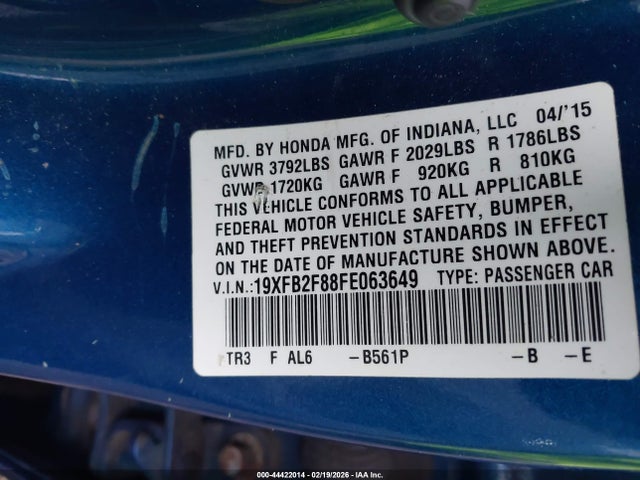 MFD. BY HONDA MFG. OF INDIANA, LLC 04/'15
GVWR 3792LBS GAWR F 2029LBS R 1786LBS
GVWR 1720KG GAWR F 920KG R 810KG
THIS VEHICLE CONFORMS TO ALL APPLICABLE
FEDERAL MOTOR VEHICLE SAFETY, BUMPER,
AND THEFT PREVENTION STANDARDS IN EFFECT
ON THE DATE OF MANUFACTURE SHOWN ABOVE.
V.I.N.:19XFB2F88FE063649 TYPE: PASSENGER CAR
TR3 F AL6 -B561P -B -E
000-44422014 - 02/19/2026 - IAA Inc.